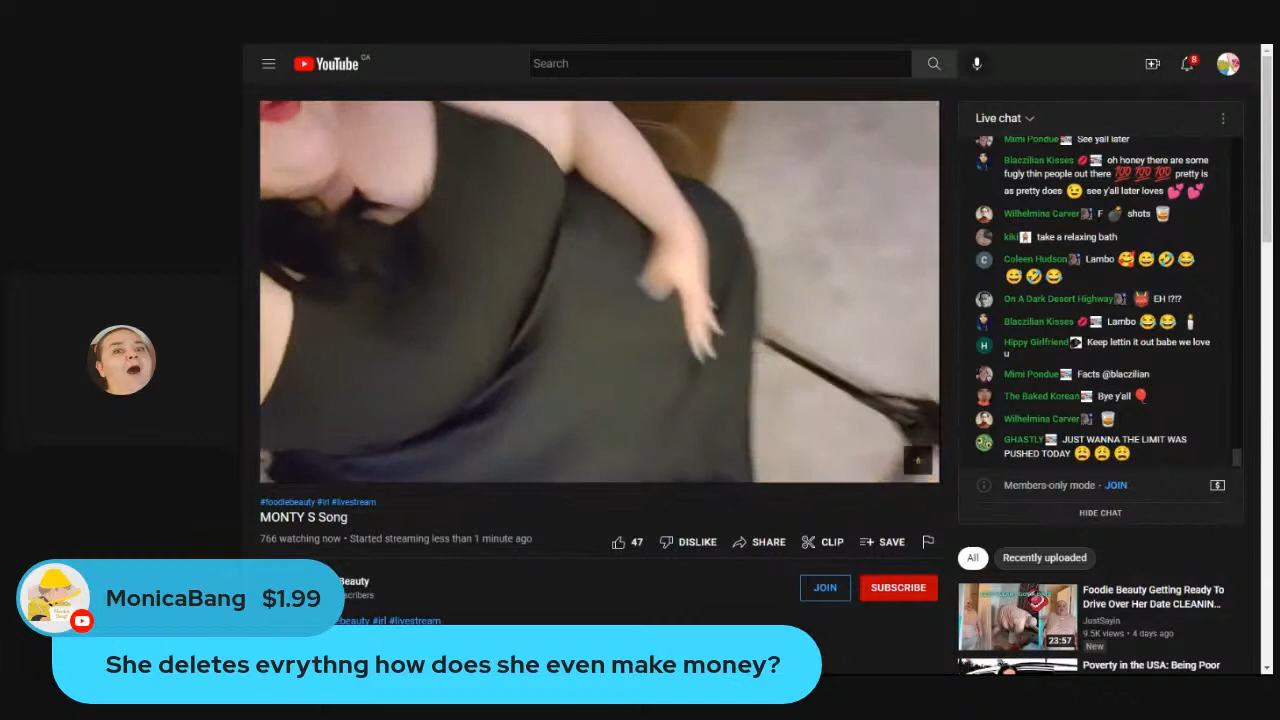 YouTube CA
Search
8
Live chat
Mimi Pondue See yall later
Blaczilian Kisses oh honey there are some
fugly thin people out there 💯 💯 💯 pretty is
as pretty does 😉 see y'all later loves 💕 💕
Wilhelmina Carver F 💣 shots 🥃
kiki take a relaxing bath
Coleen Hudson Lambo 🥰 😅 🤣 😂
😅 🤣 😂
On A Dark Desert Highway 👹 EH !?!?
Blaczilian Kisses Lambo 😂 😂 🕯
Hippy Girlfriend Keep lettin it out babe we love
u
Mimi Pondue Facts @blaczilian
The Baked Korean Bye y'all 🎈
Wilhelmina Carver 🥃
GHASTLY JUST WANNA THE LIMIT WAS
PUSHED TODAY 😩 😩 😩
Members-only mode · JOIN
HIDE CHAT
#foodiebeauty #irl #livestream
MONTY S Song
766 watching now • Started streaming less than 1 minute ago
47 DISLIKE SHARE CLIP SAVE
Beauty
scribers
JOIN SUBSCRIBE
ebeauty #irl #livestream
All Recently uploaded
Foodie Beauty Getting Ready To
Drive Over Her Date CLEANIN...
JustSayin
9.5K views • 4 days ago
New
23:57
Poverty in the USA: Being Poor
MonicaBang $1.99
She deletes evrythng how does she even make money?